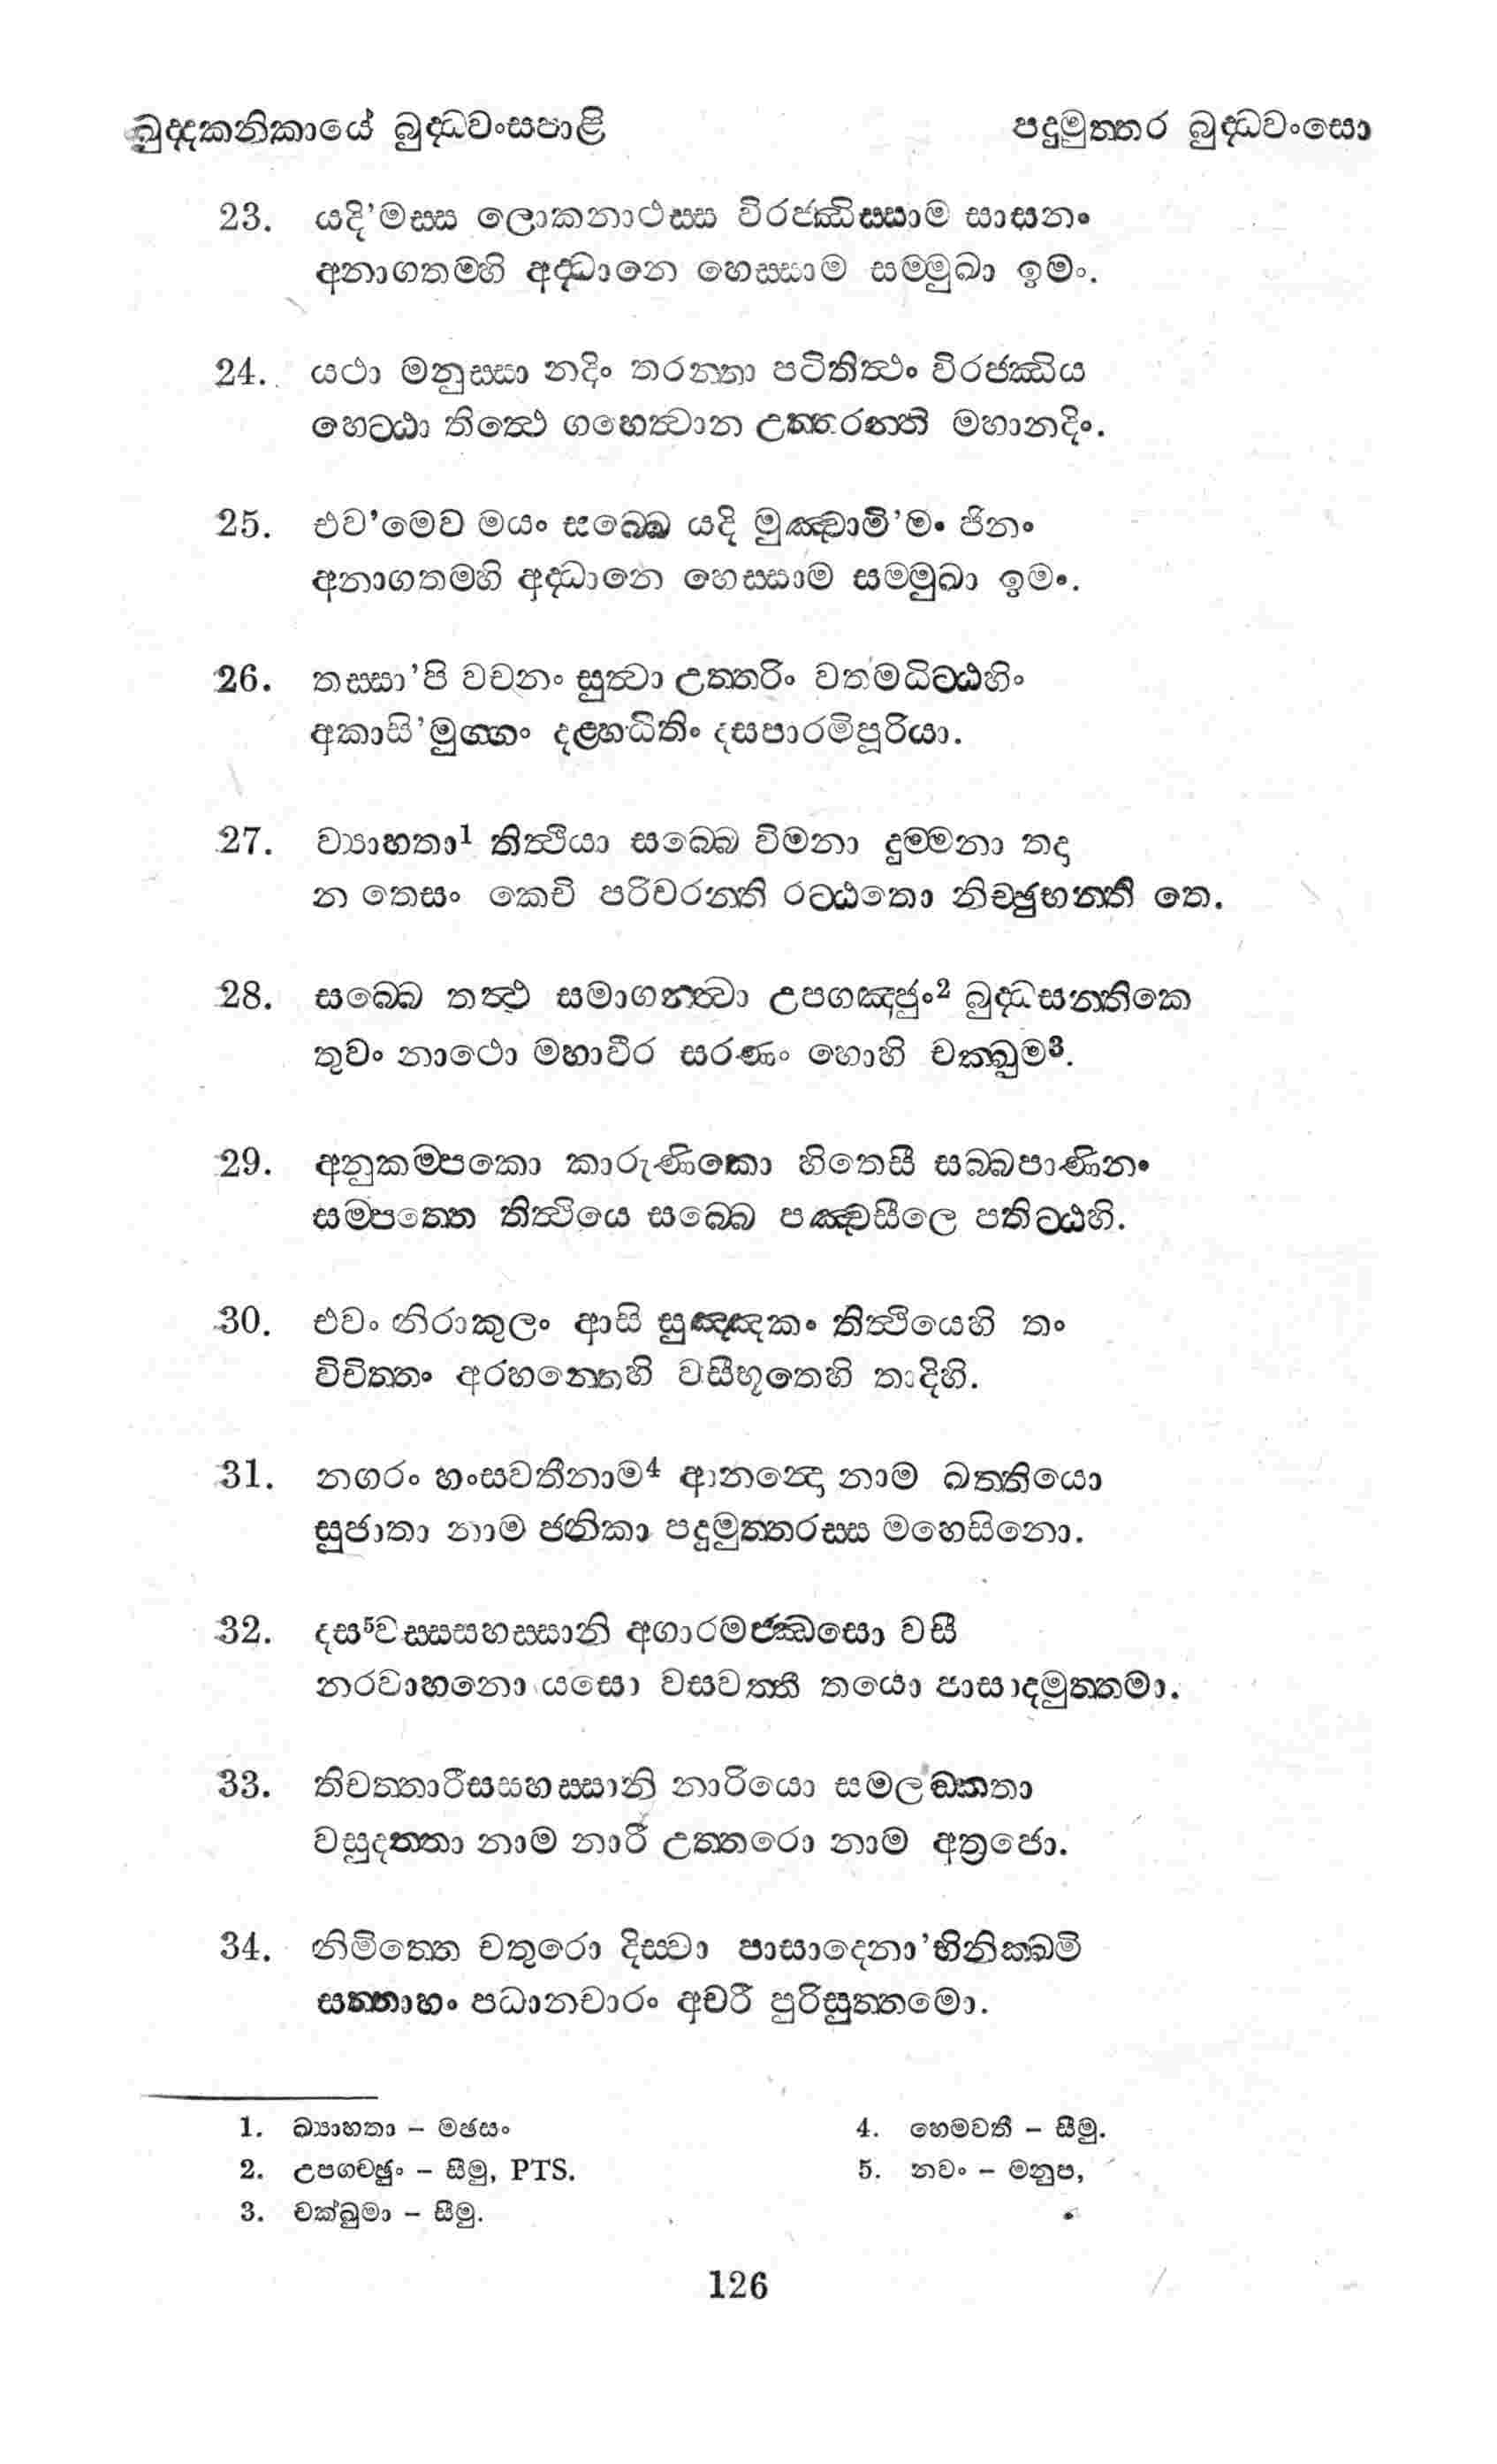 ඛුද්දකනිකායේ බුද්ධවංසපාළි පදුමුත්තර බුද්ධවංසො
23. යදි'මස්ස ලොකනාථස්ස විරජ්ඣිස්සාම සාසනං
අනාගතම්හි අද්ධානෙ හෙස්සාම සම්මුඛා ඉමං.
24. යථා මනුස්සා නදිං තරන්තා පටිතිත්ථං විරජ්ඣිය
හෙට්ඨා තිත්ථෙ ගහෙත්වාන උත්තරන්ති මහානදිං.
25. එව'මෙව මයං සබ්බෙ යදි මුඤ්චාමි'මං ජිනං
අනාගතම්හි අද්ධානෙ හෙස්සාම සම්මුඛා ඉමං.
26. තස්සා'පි වචනං සුත්වා උත්තරිං වතමධිට්ඨහිං
අකාසි'මුග්ගං දළ්හධිතිං දසපාරමිපූරියා.
27. ව්‍යාහතා1 තිත්ථියා සබ්බෙ විමනා දුම්මනා තදා
න තෙසං කෙචි පරිවරන්ති රට්ඨතො නිච්ඡුභන්ති තෙ.
28. සබ්බෙ තත්ථ සමාගන්ත්වා උපගඤ්ඡුං2 බුද්ධසන්තිකෙ
තුවං නාථො මහාවීර සරණං හොහි චක්ඛුම3.
29. අනුකම්පකො කාරුණිකො හිතෙසී සබ්බපාණිනං
සම්පත්තෙ තිත්ථියෙ සබ්බෙ පඤ්චසීලෙ පතිට්ඨහි.
30. එවං නිරාකුලං ආසි සුඤ්ඤකං තිත්ථියෙහි තං
විචිත්තං අරහන්තෙහි වසීභූතෙහි තාදිහි.
31. නගරං හංසවතීනාම4 ආනන්දො නාම ඛත්තියො
සුජාතා නාම ජනිකා පදුමුත්තරස්ස මහෙසිනො.
32. දස5වස්සසහස්සානි අගාරමජ්ඣසො වසී
නරවාහනො යසො වසවත්තී තයො පාසාදමුත්තමා.
33. තිචත්තාරීසසහස්සානි නාරියො සමලඞ්කතා
වසුදත්තා නාම නාරී උත්තරො නාම අත්‍රජො.
34. නිමිත්තෙ චතුරො දිස්වා පාසාදෙනා'භිනික්ඛමි
සත්තාහං පධානචාරං අචරී පුරිසුත්තමො.
1. ඛ්‍යාහතා – මඡසං
2. උපගච්ඡුං – සීමු, PTS.
3. චක්ඛුමා – සීමු.
4. හෙමවතී – සීමු.
5. නවං – මනුප,
126